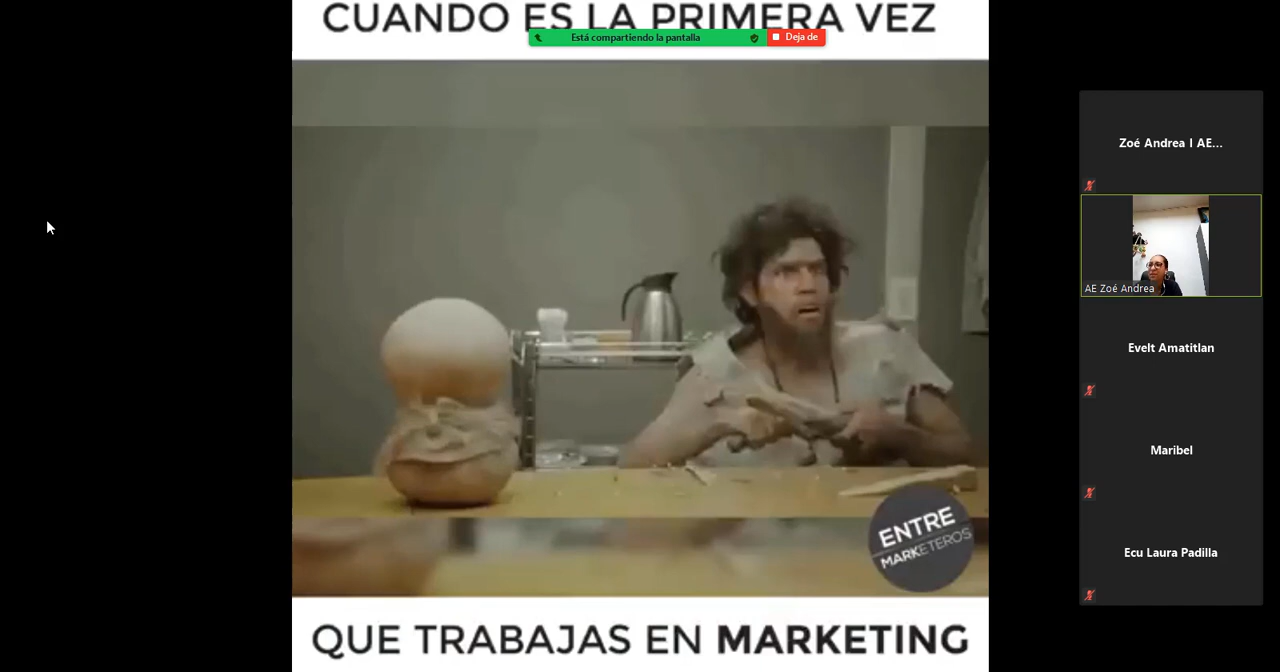 CUANDO ES LA PRIMERA VEZ
Está compartiendo la pantalla
Deja de
Zoé Andrea I AE...
AE Zoé Andrea
Evelt Amatitlan
Maribel
Ecu Laura Padilla
ENTRE
MARKETEROS
QUE TRABAJAS EN MARKETING